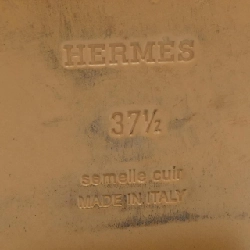 HERMES
37½
semelle cuir
MADE IN ITALY